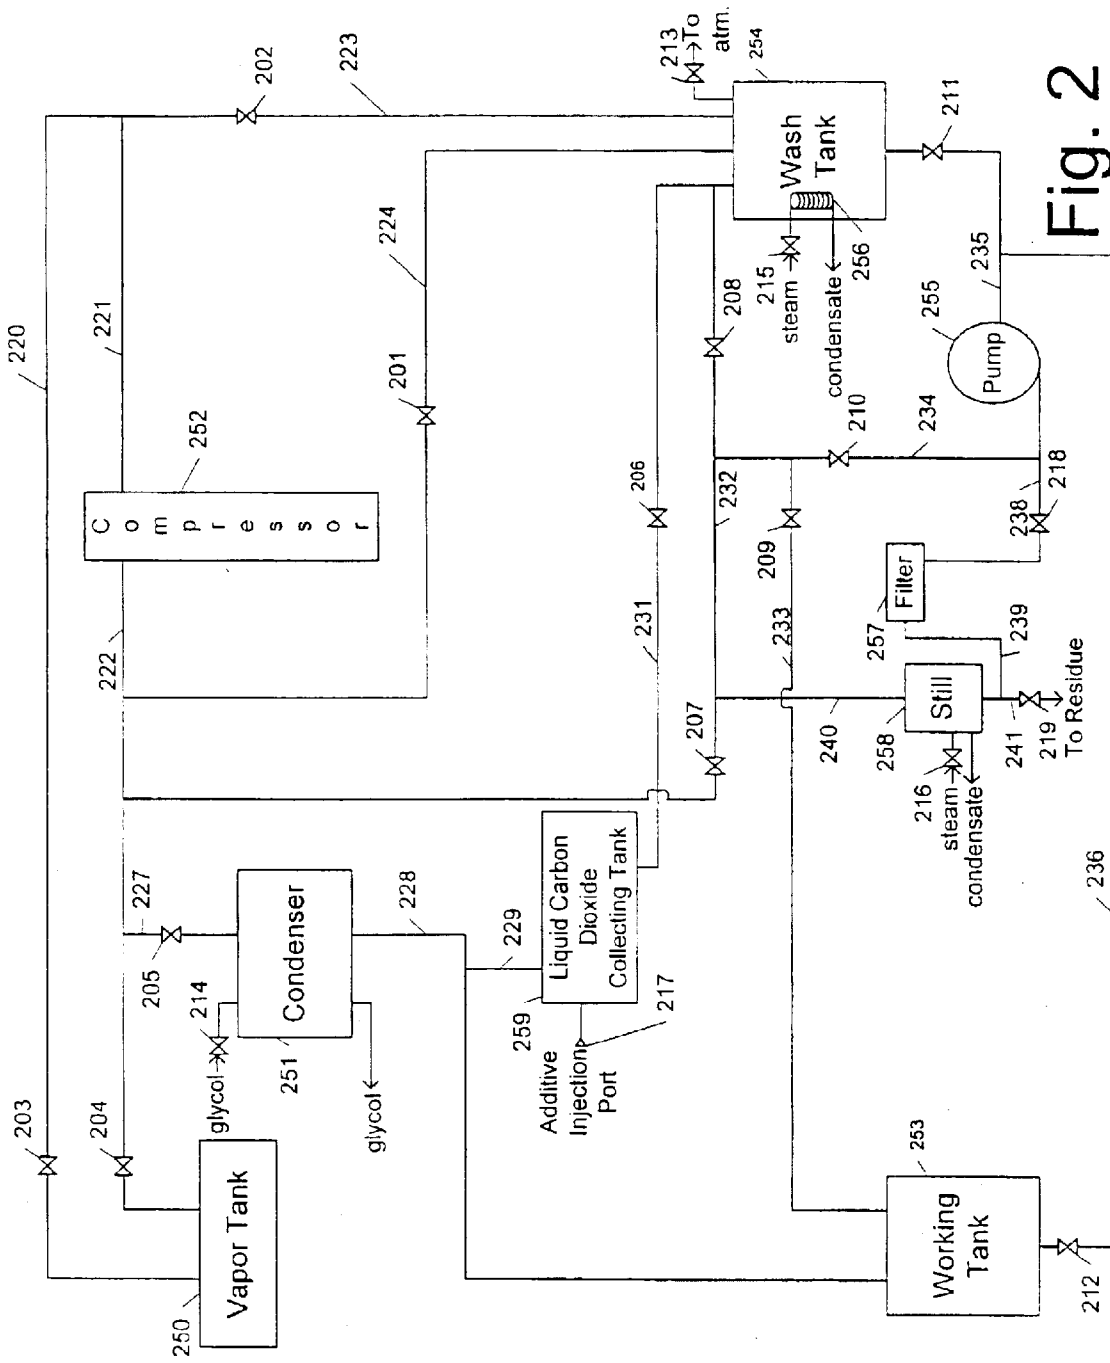 220
202
223
213
To
atm.
254
221
224
252
Compressor
201
222
Wash
Tank
215
steam
condensate
256
211
208
235
255
Pump
210
234
206
232
209
238
218
Filter
257
239
231
233
207
240
Still
258
241
219
To Residue
216
steam
condensate
236
227
205
214
glycol
251
Condenser
glycol
228
229
259
Liquid Carbon
Dioxide
Collecting Tank
217
Additive
Injection
Port
203
204
250
Vapor Tank
253
Working
Tank
212
Fig. 2